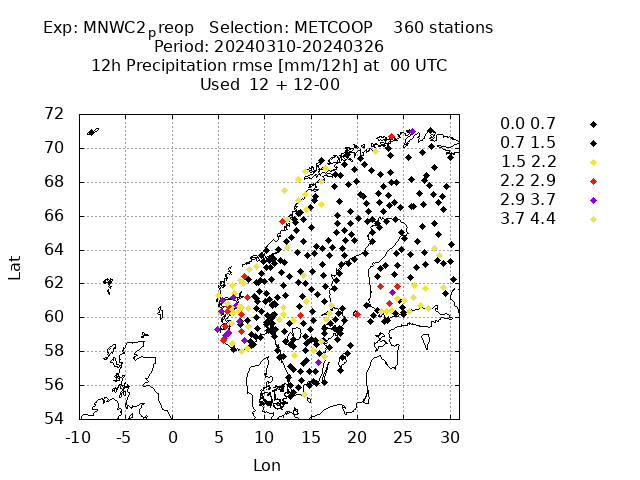 Exp: MNWC2preop Selection: METCOOP 360 stations
Period: 20240310-20240326
12h Precipitation rmse [mm/12h] at 00 UTC
Used 12 + 12-00
72
70
68
66
64
62
60
58
56
54
-10 -5 0 5 10 15 20 25 30
Lat
Lon
0.0 0.7
0.7 1.5
1.5 2.2
2.2 2.9
2.9 3.7
3.7 4.4